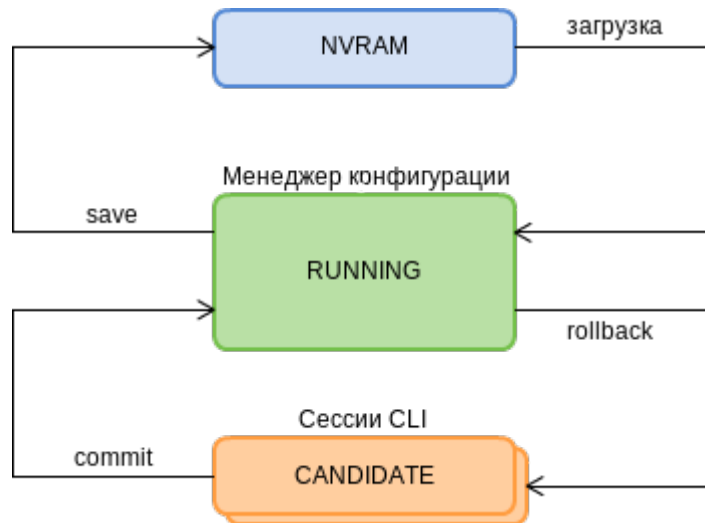 загрузка
NVRAM
Менеджер конфигурации
save
RUNNING
rollback
Сессии CLI
commit
CANDIDATE